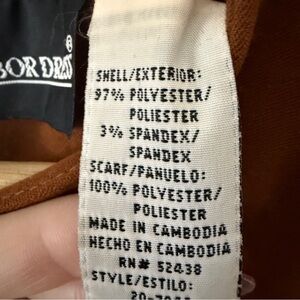 SHELL/EXTERIOR:
97% POLYESTER/
POLIESTER
3% SPANDEX/
SPANDEX
SCARF/PANUELO:
100% POLYESTER/
POLIESTER
MADE IN CAMBODIA
HECHO EN CAMBODIA
RN# 52438
STYLE/ESTILO: